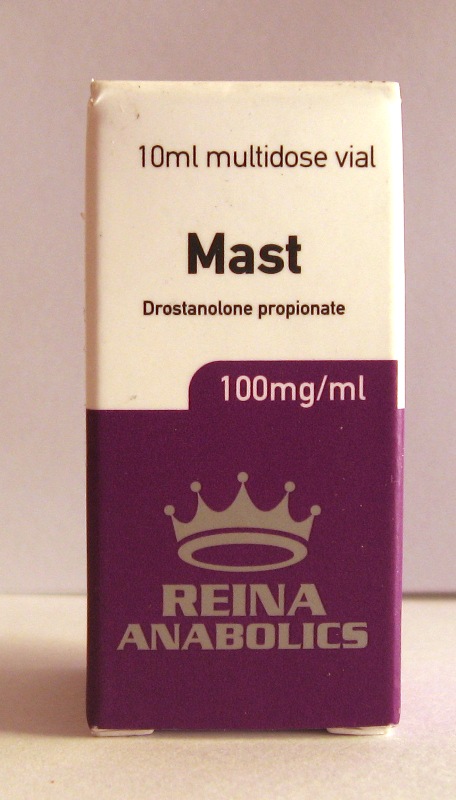 10ml multidose vial
Mast
Drostanolone propionate
100mg/ml
REINA
ANABOLICS